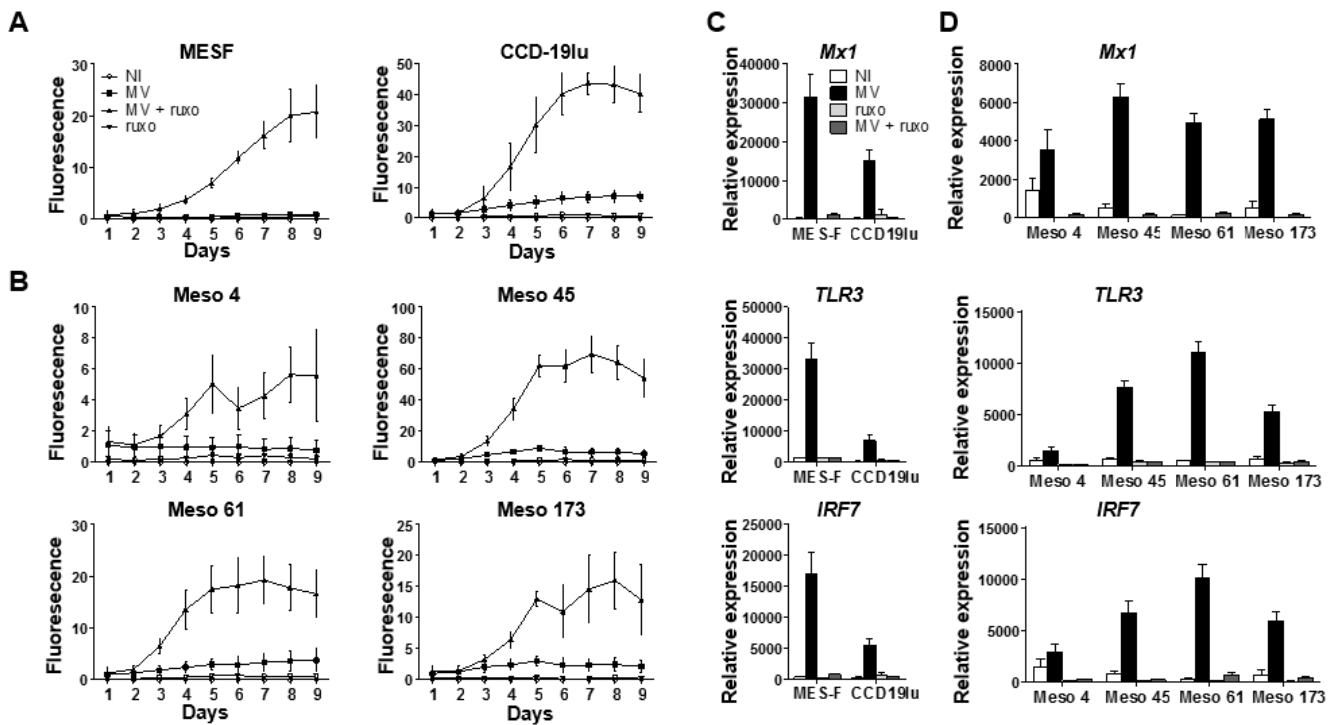 A
MESF
Fluoresecence
30
20
10
0
NI
MV
MV + ruxo
ruxo
1 2 3 4 5 6 7 8 9
Days
CCD-19lu
Fluoresecence
50
40
30
20
10
0
1 2 3 4 5 6 7 8 9
Days
B
Meso 4
Fluoresecence
10
8
6
4
2
0
1 2 3 4 5 6 7 8 9
Meso 45
Fluoresecence
100
80
60
40
20
0
1 2 3 4 5 6 7 8 9
Meso 61
Fluoresecence
30
20
10
0
1 2 3 4 5 6 7 8 9
Days
Meso 173
Fluoresecence
25
20
15
10
5
0
1 2 3 4 5 6 7 8 9
Days
C
Mx1
Relative expression
40000
30000
20000
10000
0
NI
MV
ruxo
MV + ruxo
MES-F CCD19lu
TLR3
Relative expression
50000
40000
30000
20000
10000
0
MES-F CCD19lu
IRF7
Relative expression
25000
20000
15000
10000
5000
0
MES-F CCD19lu
D
Mx1
Relative expression
8000
6000
4000
2000
0
Meso 4 Meso 45 Meso 61 Meso 173
TLR3
Relative expression
15000
10000
5000
0
Meso 4 Meso 45 Meso 61 Meso 173
IRF7
Relative expression
15000
10000
5000
0
Meso 4 Meso 45 Meso 61 Meso 173